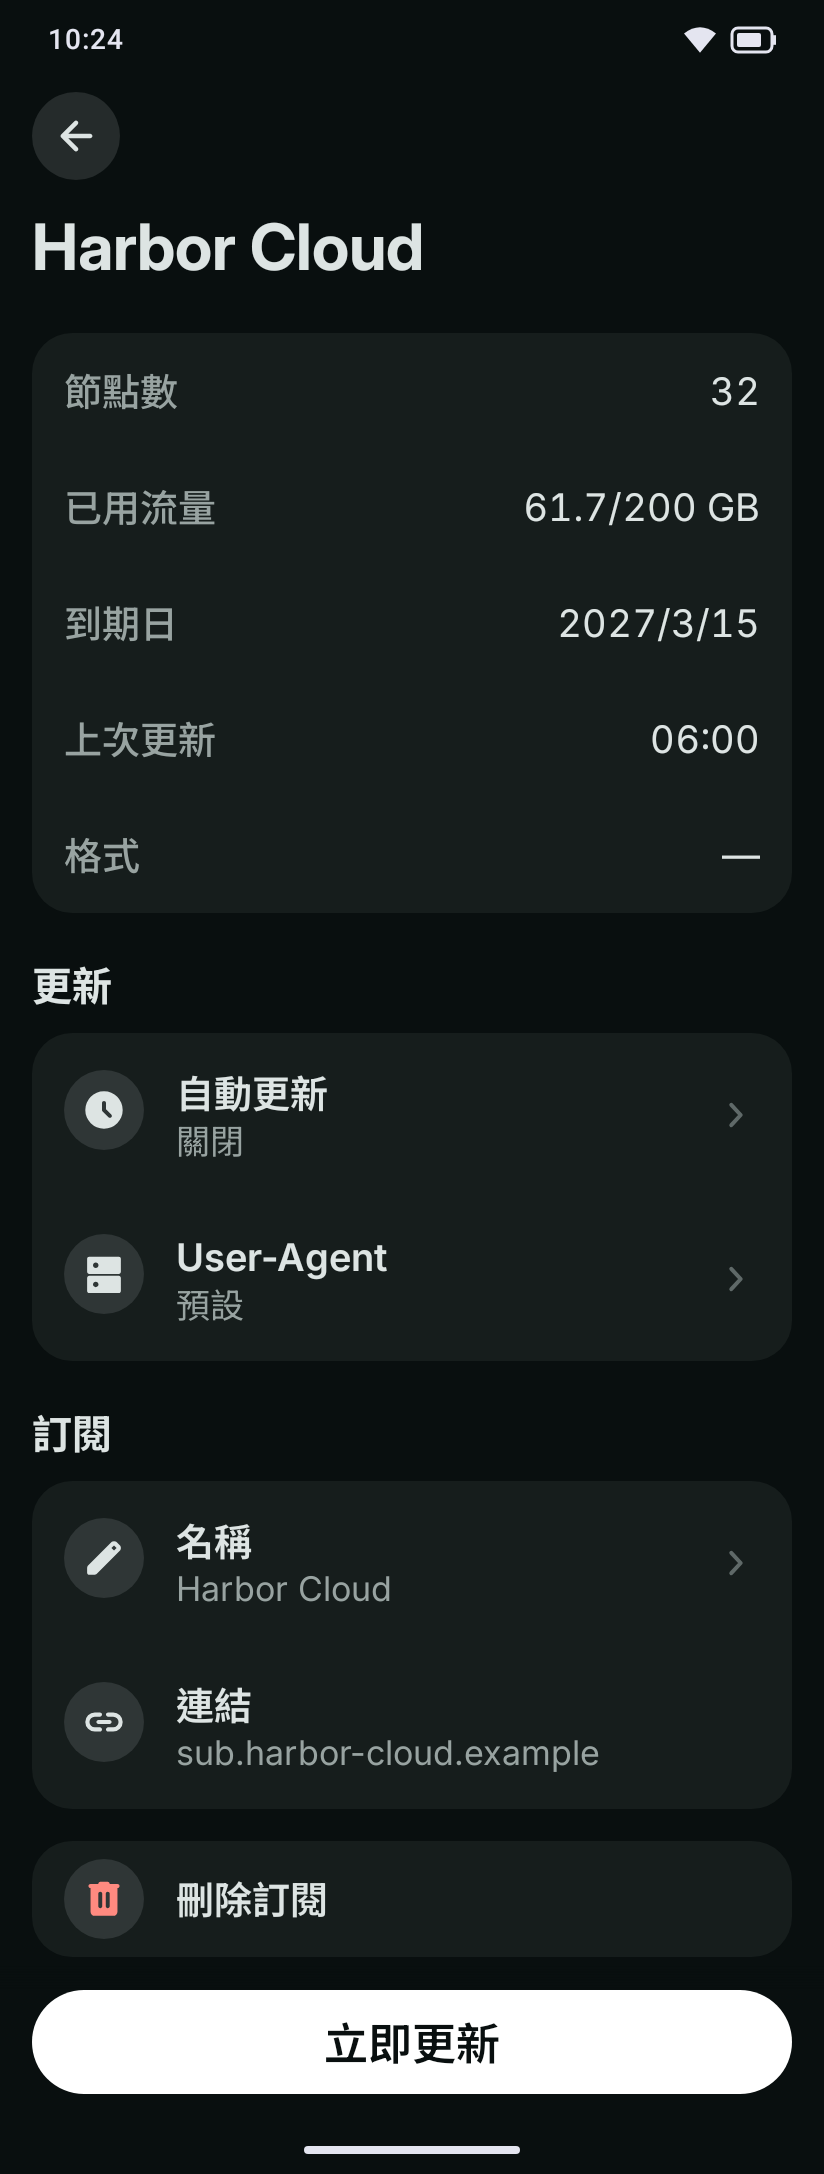 10:24
Harbor Cloud
節點數 32
已用流量 61.7/200 GB
到期日 2027/3/15
上次更新 06:00
格式 —
更新
自動更新
關閉
User-Agent
預設
訂閱
名稱
Harbor Cloud
連結
sub.harbor-cloud.example
刪除訂閱
立即更新